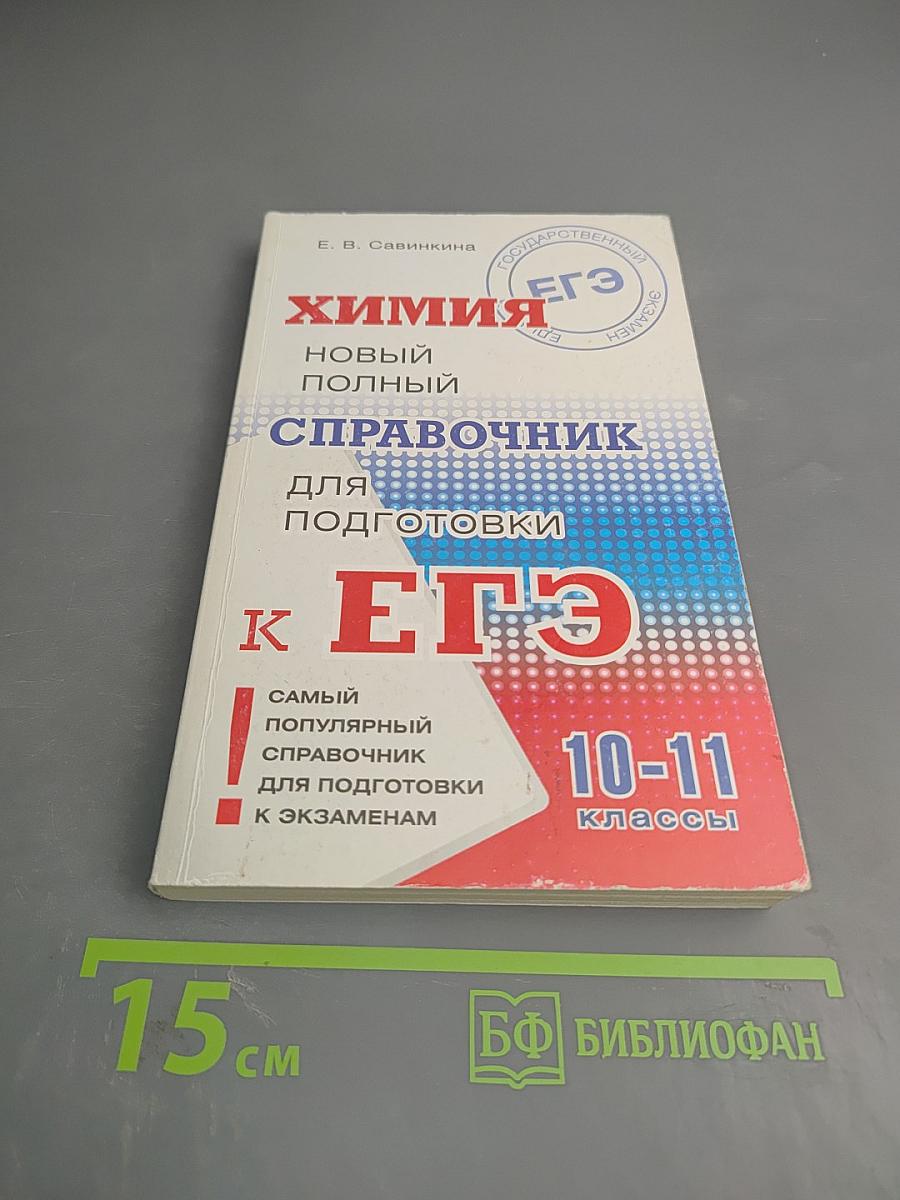 Е. В. Савинкина
ГОСУДАРСТВЕННЫЙ
ЭКЗАМЕН
ЕГЭ
ХИМИЯ
НОВЫЙ
ПОЛНЫЙ
СПРАВОЧНИК
ДЛЯ
ПОДГОТОВКИ
К ЕГЭ
! САМЫЙ
ПОПУЛЯРНЫЙ
СПРАВОЧНИК
ДЛЯ ПОДГОТОВКИ
К ЭКЗАМЕНАМ
10-11
классы
15 см
БФ БИБЛИОФАН